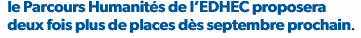 le Parcours Humanités de l’EDHEC proposera
deux fois plus de places dès septembre prochain.